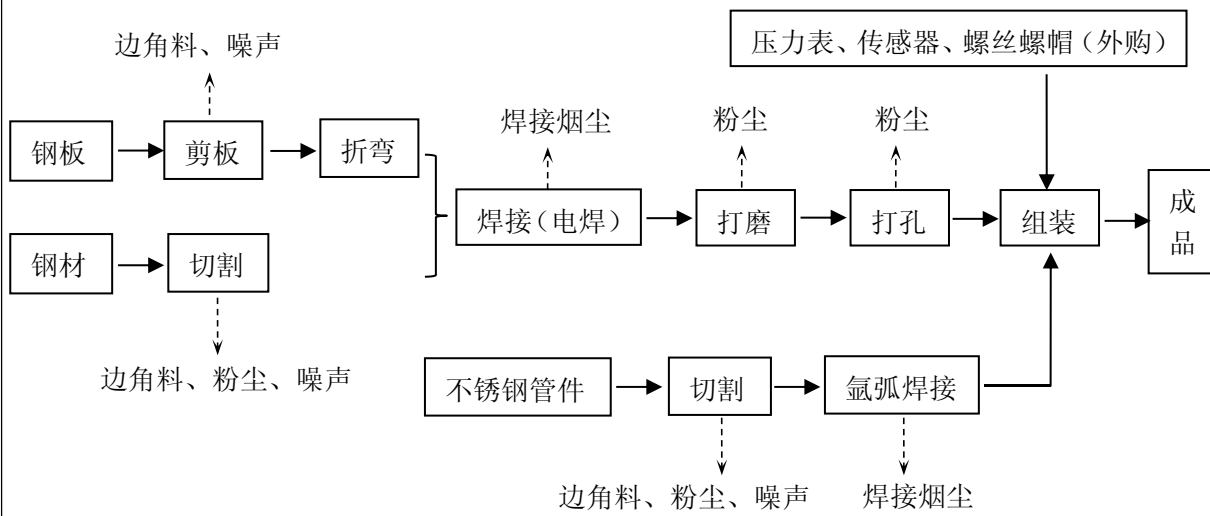 边角料、噪声
压力表、传感器、螺丝螺帽（外购）
焊接烟尘
粉尘
粉尘
钢板
剪板
折弯
焊接（电焊）
打磨
打孔
组装
成品
钢材
切割
边角料、粉尘、噪声
不锈钢管件
切割
氩弧焊接
边角料、粉尘、噪声
焊接烟尘